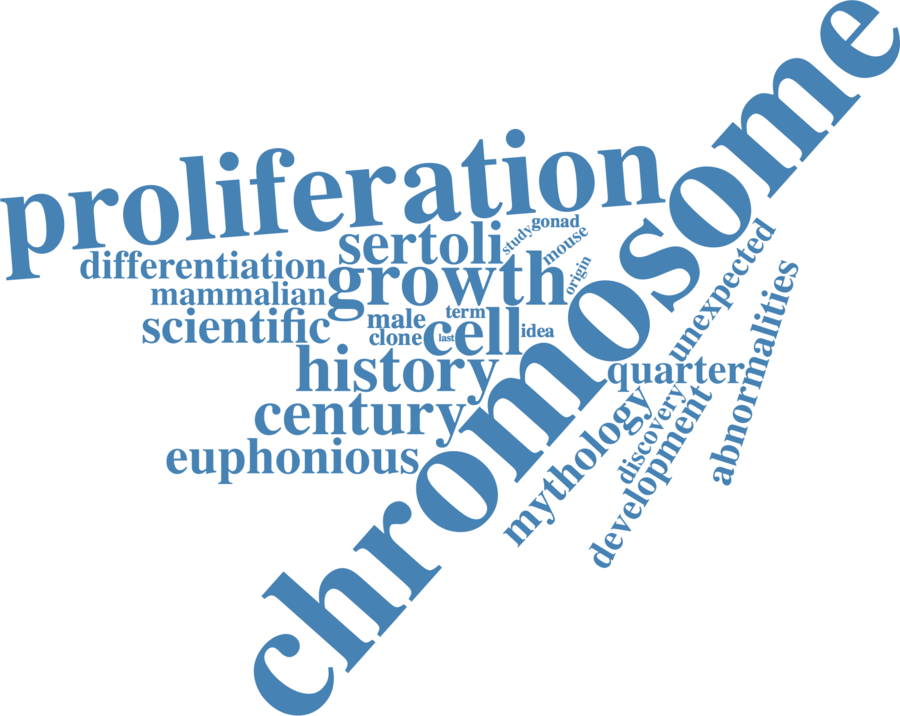 proliferation
chromosome
gonad
study
sertoli
mouse
differentiation
growth
origin
unexpected
mammalian
abnormalities
scientific
male
term
cell
idea
clone
last
history
quarter
century
mythology
discovery
development
euphonious